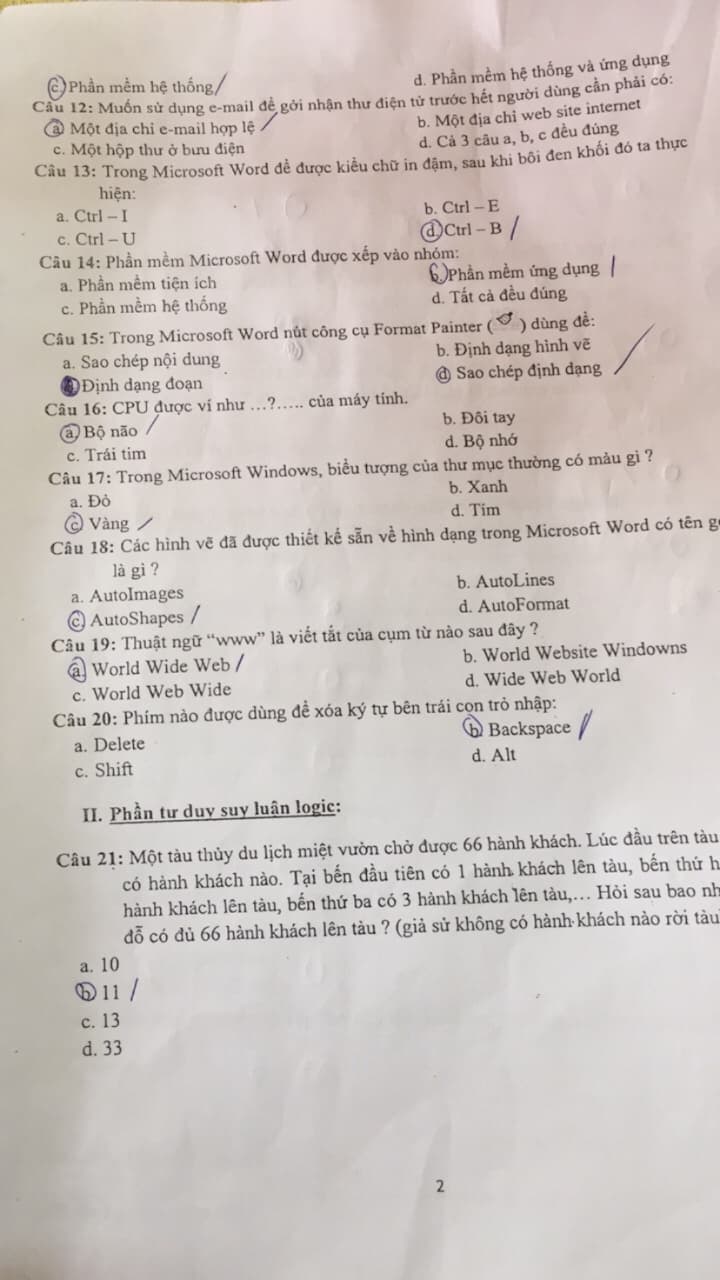 c. Phần mềm hệ thống d. Phần mềm hệ thống và ứng dụng
Câu 12: Muốn sử dụng e-mail để gởi nhận thư điện tử trước hết người dùng cần phải có:
a. Một địa chỉ e-mail hợp lệ b. Một địa chỉ web site internet
c. Một hộp thư ở bưu điện d. Cả 3 câu a, b, c đều đúng
Câu 13: Trong Microsoft Word để được kiểu chữ in đậm, sau khi bôi đen khối đó ta thực
hiện:
a. Ctrl – I b. Ctrl – E
c. Ctrl – U d. Ctrl – B
Câu 14: Phần mềm Microsoft Word được xếp vào nhóm:
a. Phần mềm tiện ích b. Phần mềm ứng dụng
c. Phần mềm hệ thống d. Tất cả đều đúng
Câu 15: Trong Microsoft Word nút công cụ Format Painter ( ) dùng để:
a. Sao chép nội dung b. Định dạng hình vẽ
Định dạng đoạn d Sao chép định dạng
Câu 16: CPU được ví như …?….. của máy tính.
a. Bộ não b. Đôi tay
c. Trái tim d. Bộ nhớ
Câu 17: Trong Microsoft Windows, biểu tượng của thư mục thường có màu gì ?
a. Đỏ b. Xanh
c. Vàng d. Tím
Câu 18: Các hình vẽ đã được thiết kế sẵn về hình dạng trong Microsoft Word có tên
là gì ?
a. AutoImages b. AutoLines
c. AutoShapes d. AutoFormat
Câu 19: Thuật ngữ “www” là viết tắt của cụm từ nào sau đây ?
a. World Wide Web b. World Website Windowns
c. World Web Wide d. Wide Web World
Câu 20: Phím nào được dùng để xóa ký tự bên trái con trỏ nhập:
a. Delete b. Backspace
c. Shift d. Alt
II. Phần tư duy suy luận logic:
Câu 21: Một tàu thủy du lịch miệt vườn chở được 66 hành khách. Lúc đầu trên tàu
có hành khách nào. Tại bến đầu tiên có 1 hành khách lên tàu, bến thứ
hành khách lên tàu, bến thứ ba có 3 hành khách lên tàu,… Hỏi sau bao
đỗ có đủ 66 hành khách lên tàu ? (giả sử không có hành khách nào rời tàu
a. 10
b. 11
c. 13
d. 33
2